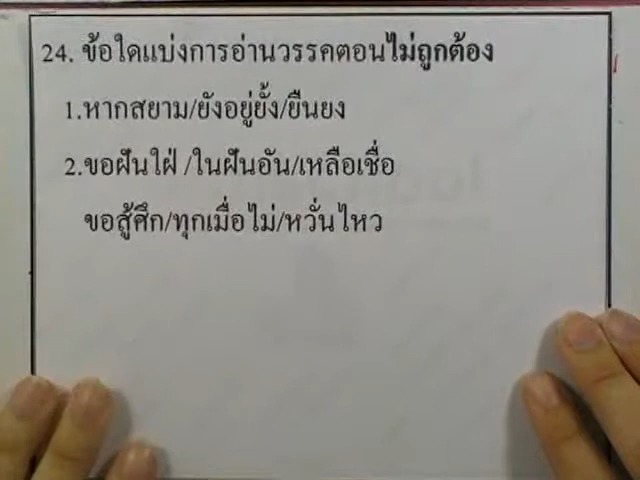 24. ข้อใดแบ่งการอ่านวรรคตอนไม่ถูกต้อง
1.หากสยาม/ยังอยู่ยั้ง/ยืนยง
2.ขอฝันใฝ่ /ในฝันอัน/เหลือเชื่อ
ขอสู้ศึก/ทุกเมื่อไม่/หวั่นไหว